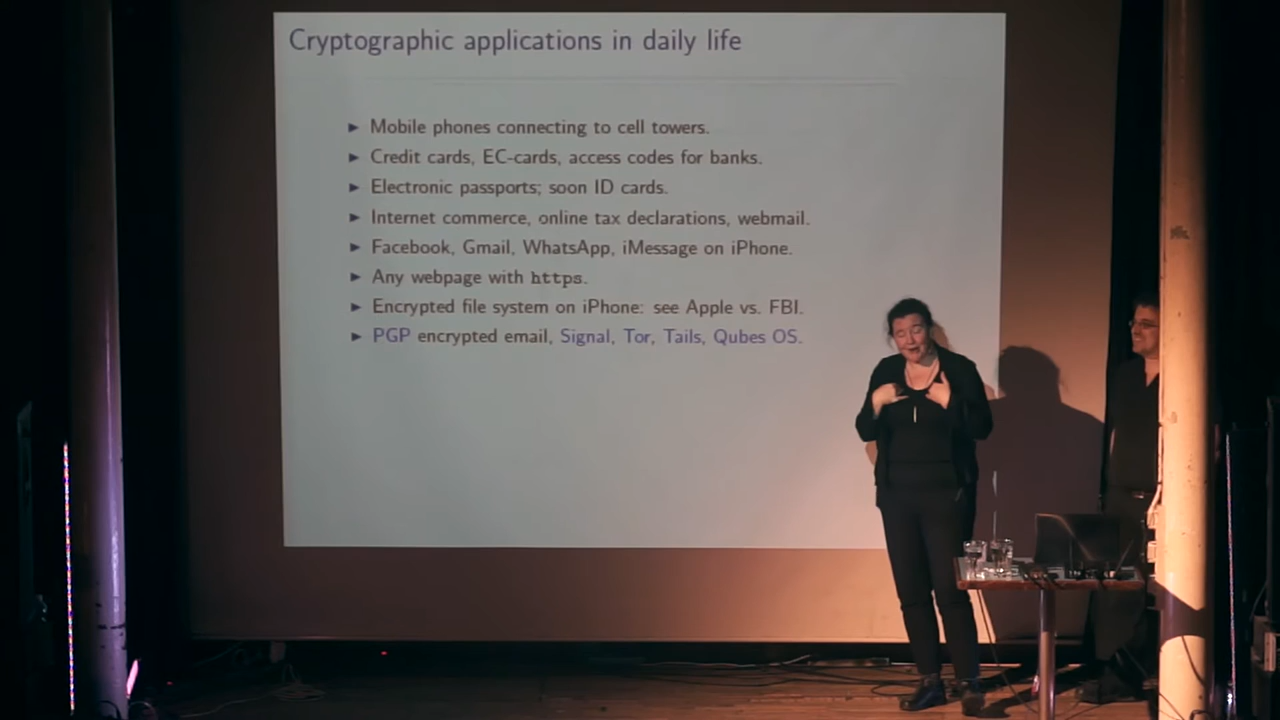 Cryptographic applications in daily life
► Mobile phones connecting to cell towers.
► Credit cards, EC-cards, access codes for banks.
► Electronic passports; soon ID cards.
► Internet commerce, online tax declarations, webmail.
► Facebook, Gmail, WhatsApp, iMessage on iPhone.
► Any webpage with https.
► Encrypted file system on iPhone: see Apple vs. FBI.
► PGP encrypted email, Signal, Tor, Tails, Qubes OS.